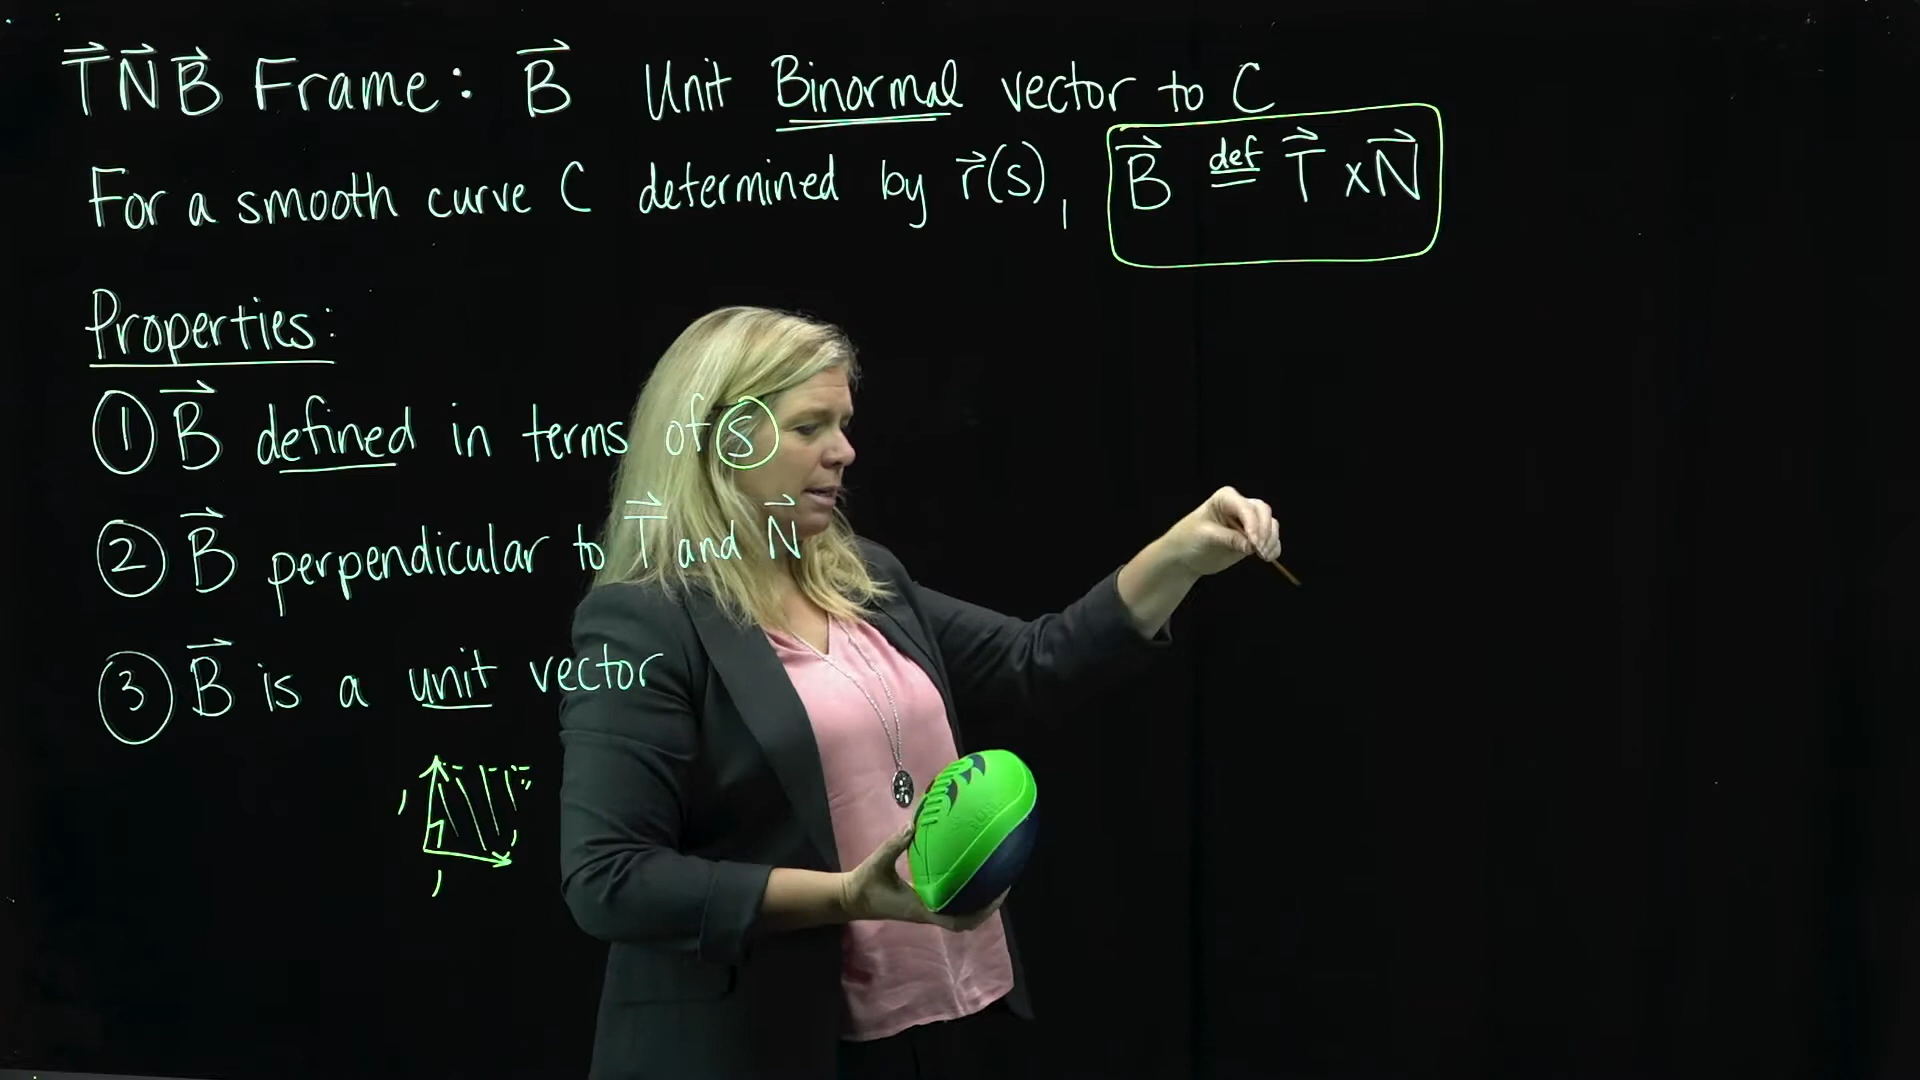 T⃗ N⃗ B⃗ Frame: B⃗ Unit Binormal vector to C
For a smooth curve C determined by r⃗(s), B⃗ def= T⃗ × N⃗
Properties:
① B⃗ defined in terms of s
② B⃗ perpendicular to T⃗ and N⃗
③ B⃗ is a unit vector